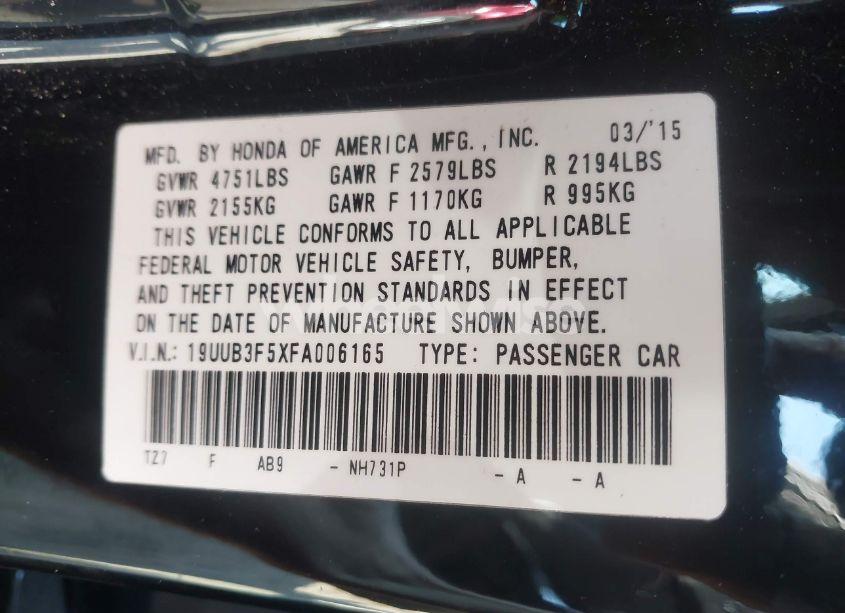 MFD. BY HONDA OF AMERICA MFG., INC. 03/'15
GVWR 4751LBS GAWR F 2579LBS R 2194LBS
GVWR 2155KG GAWR F 1170KG R 995KG
THIS VEHICLE CONFORMS TO ALL APPLICABLE
FEDERAL MOTOR VEHICLE SAFETY, BUMPER,
AND THEFT PREVENTION STANDARDS IN EFFECT
ON THE DATE OF MANUFACTURE SHOWN ABOVE.
V.I.N.: 19UUB3F5XFA006165 TYPE: PASSENGER CAR
TZ7 F AB9 - NH731P - A - A